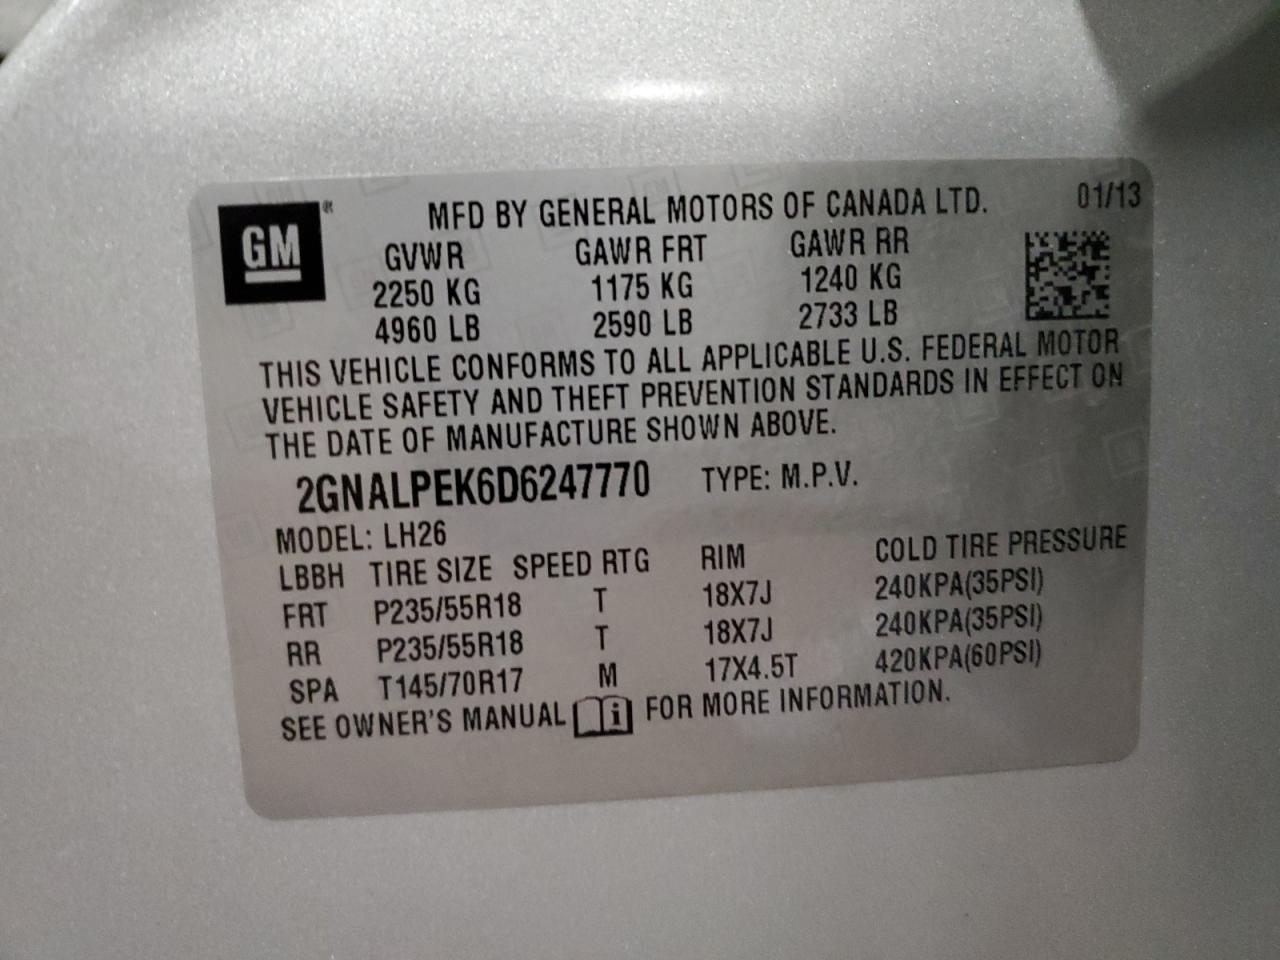 GM®
MFD BY GENERAL MOTORS OF CANADA LTD. 01/13
GVWR GAWR FRT GAWR RR
2250 KG 1175 KG 1240 KG
4960 LB 2590 LB 2733 LB
THIS VEHICLE CONFORMS TO ALL APPLICABLE U.S. FEDERAL MOTOR
VEHICLE SAFETY AND THEFT PREVENTION STANDARDS IN EFFECT ON
THE DATE OF MANUFACTURE SHOWN ABOVE.
2GNALPEK6D6247770 TYPE: M.P.V.
MODEL: LH26
LBBH TIRE SIZE SPEED RTG RIM COLD TIRE PRESSURE
FRT P235/55R18 T 18X7J 240KPA(35PSI)
RR P235/55R18 T 18X7J 240KPA(35PSI)
SPA T145/70R17 M 17X4.5T 420KPA(60PSI)
SEE OWNER'S MANUAL i FOR MORE INFORMATION.